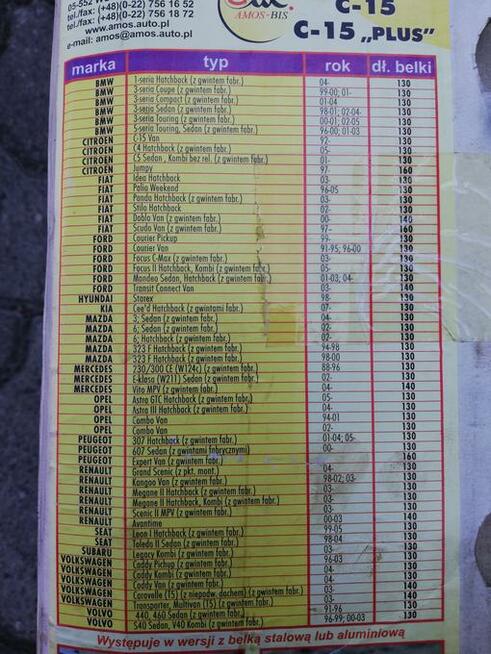 05-552 W
tel./fax: (+48)(0-22) 756 16 52
tel./fax: (+48)(0-22) 756 18 72
www.amos.auto.pl
e-mail: amos@amos.auto.pl
AMOS-BIS
C-15
C-15 „PLUS"
marka typ rok dł. belki
BMW 1-seria Hatchback (z gwintem fabr.) 04- 130
BMW 3-seria Coupe (z gwintem fabr.) 99-00; 01- 130
BMW 3-seria Compact (z gwintem fabr.) 01-04 130
BMW 3-seria Sedan (z gwintem fabr.) 98-01; 02-04- 130
BMW 3-seria Touring (z gwintem fabr.) 00-01; 02-05 130
BMW 5-seria Touring, Sedan (z gwintem fabr.) 96-00; 01-03 130
CITROEN C-15 Van 92- 130
CITROEN C4 Hatchback (z gwintem fabr.) 05- 130
CITROEN C5 Sedan, Kombi bez rel. (z gwintem fabr.) 01- 130
CITROEN Jumpy 97- 160
FIAT Idea Hatchback 03- 130
FIAT Palio Weekend 96-05 130
FIAT Panda Hatchback (z gwintem fabr.) 03- 130
FIAT Stilo Hatchback 02- 130
FIAT Doblo Van (z gwintem fabr.) 00- 140
FIAT Scudo Van (z gwintem fabr.) 97- 160
FORD Courier Pickup 99- 130
FORD Courier Van 91-95; 96-00 130
FORD Focus C-Max (z gwintem fabr.) 03- 130
FORD Focus II Hatchback, Kombi (z gwintem fabr.) 05- 130
FORD Mondeo Sedan, Hatchback (z gwintem fabr.) 01-03; 04- 130
FORD Transit Connect Van 03- 140
HYUNDAI Starex 98- 130
KIA Cee'd Hatchback (z gwintami fabr.) 07- 130
MAZDA 3; Sedan (z gwintem fabr.) 04- 130
MAZDA 6; Sedan (z gwintem fabr.) 02- 130
MAZDA 6; Hatchback (z gwintem fabr.) 02- 130
MAZDA 323 F Hatchback (z gwintem fabr.) 94-98 130
MAZDA 323 F Hatchback (z gwintem fabr.) 98-00 130
MERCEDES 230/300 CE (W124c) (z gwintem fabr.) 88-96 130
MERCEDES E-klasa (W211) Sedan (z gwintem fabr.) 02- 130
MERCEDES Vito MPV (z gwintem fabr.) 04- 140
OPEL Astra GTC Hatchback (z gwintem fabr.) 05- 130
OPEL Astra III Hatchback (z gwintem fabr.) 04- 130
OPEL Combo Van 94-01 130
OPEL Combo Van 02- 130
PEUGEOT 307 Hatchback (z gwintem fabr.) 01-04; 05- 130
PEUGEOT 607 Sedan (z gwintami fabrycznymi) 00- 130
PEUGEOT Expert Van (z gwintem fabr.) 160
RENAULT Grand Scenic (z pkt. mont.) 04- 130
RENAULT Kangoo Van (z gwintem fabr.) 98-02; 03- 130
RENAULT Megane II Hatchback (z gwintem fabr.) 03- 130
RENAULT Megane II Hatchback, Kombi (z gwintem fabr.) 03- 130
RENAULT Scenic II MPV (z gwintem fabr.) 03- 130
RENAULT Avantime 00-03 130
SEAT Leon I Hatchback (z gwintem fabr.) 99-05 130
SEAT Toledo II Sedan (z gwintem fabr.) 98-04 130
SUBARU Legacy Kombi (z gwintem fabr.) 03- 130
VOLKSWAGEN Caddy Pichup (z gwintem fabr.) 96-03 130
VOLKSWAGEN Caddy Kombi (z gwintem fabr.) 04- 130
VOLKSWAGEN Caddy Van (z gwintem fabr.) 04- 140
VOLKSWAGEN Caravelle (T5) (z niepodw. dachem) (z gwintem fabr.) 03- 140
VOLKSWAGEN Transporter, Multivan (T5) (z gwintem fabr.) 03- 140
VOLVO 440, 460 Sedan (z gwintem fabr.) 91-96 130
VOLVO S40 Sedan, V40 Kombi (z gwintem fabr.) 96-99; 00-03 130
Występuje w wersji z belką stalową lub aluminiową